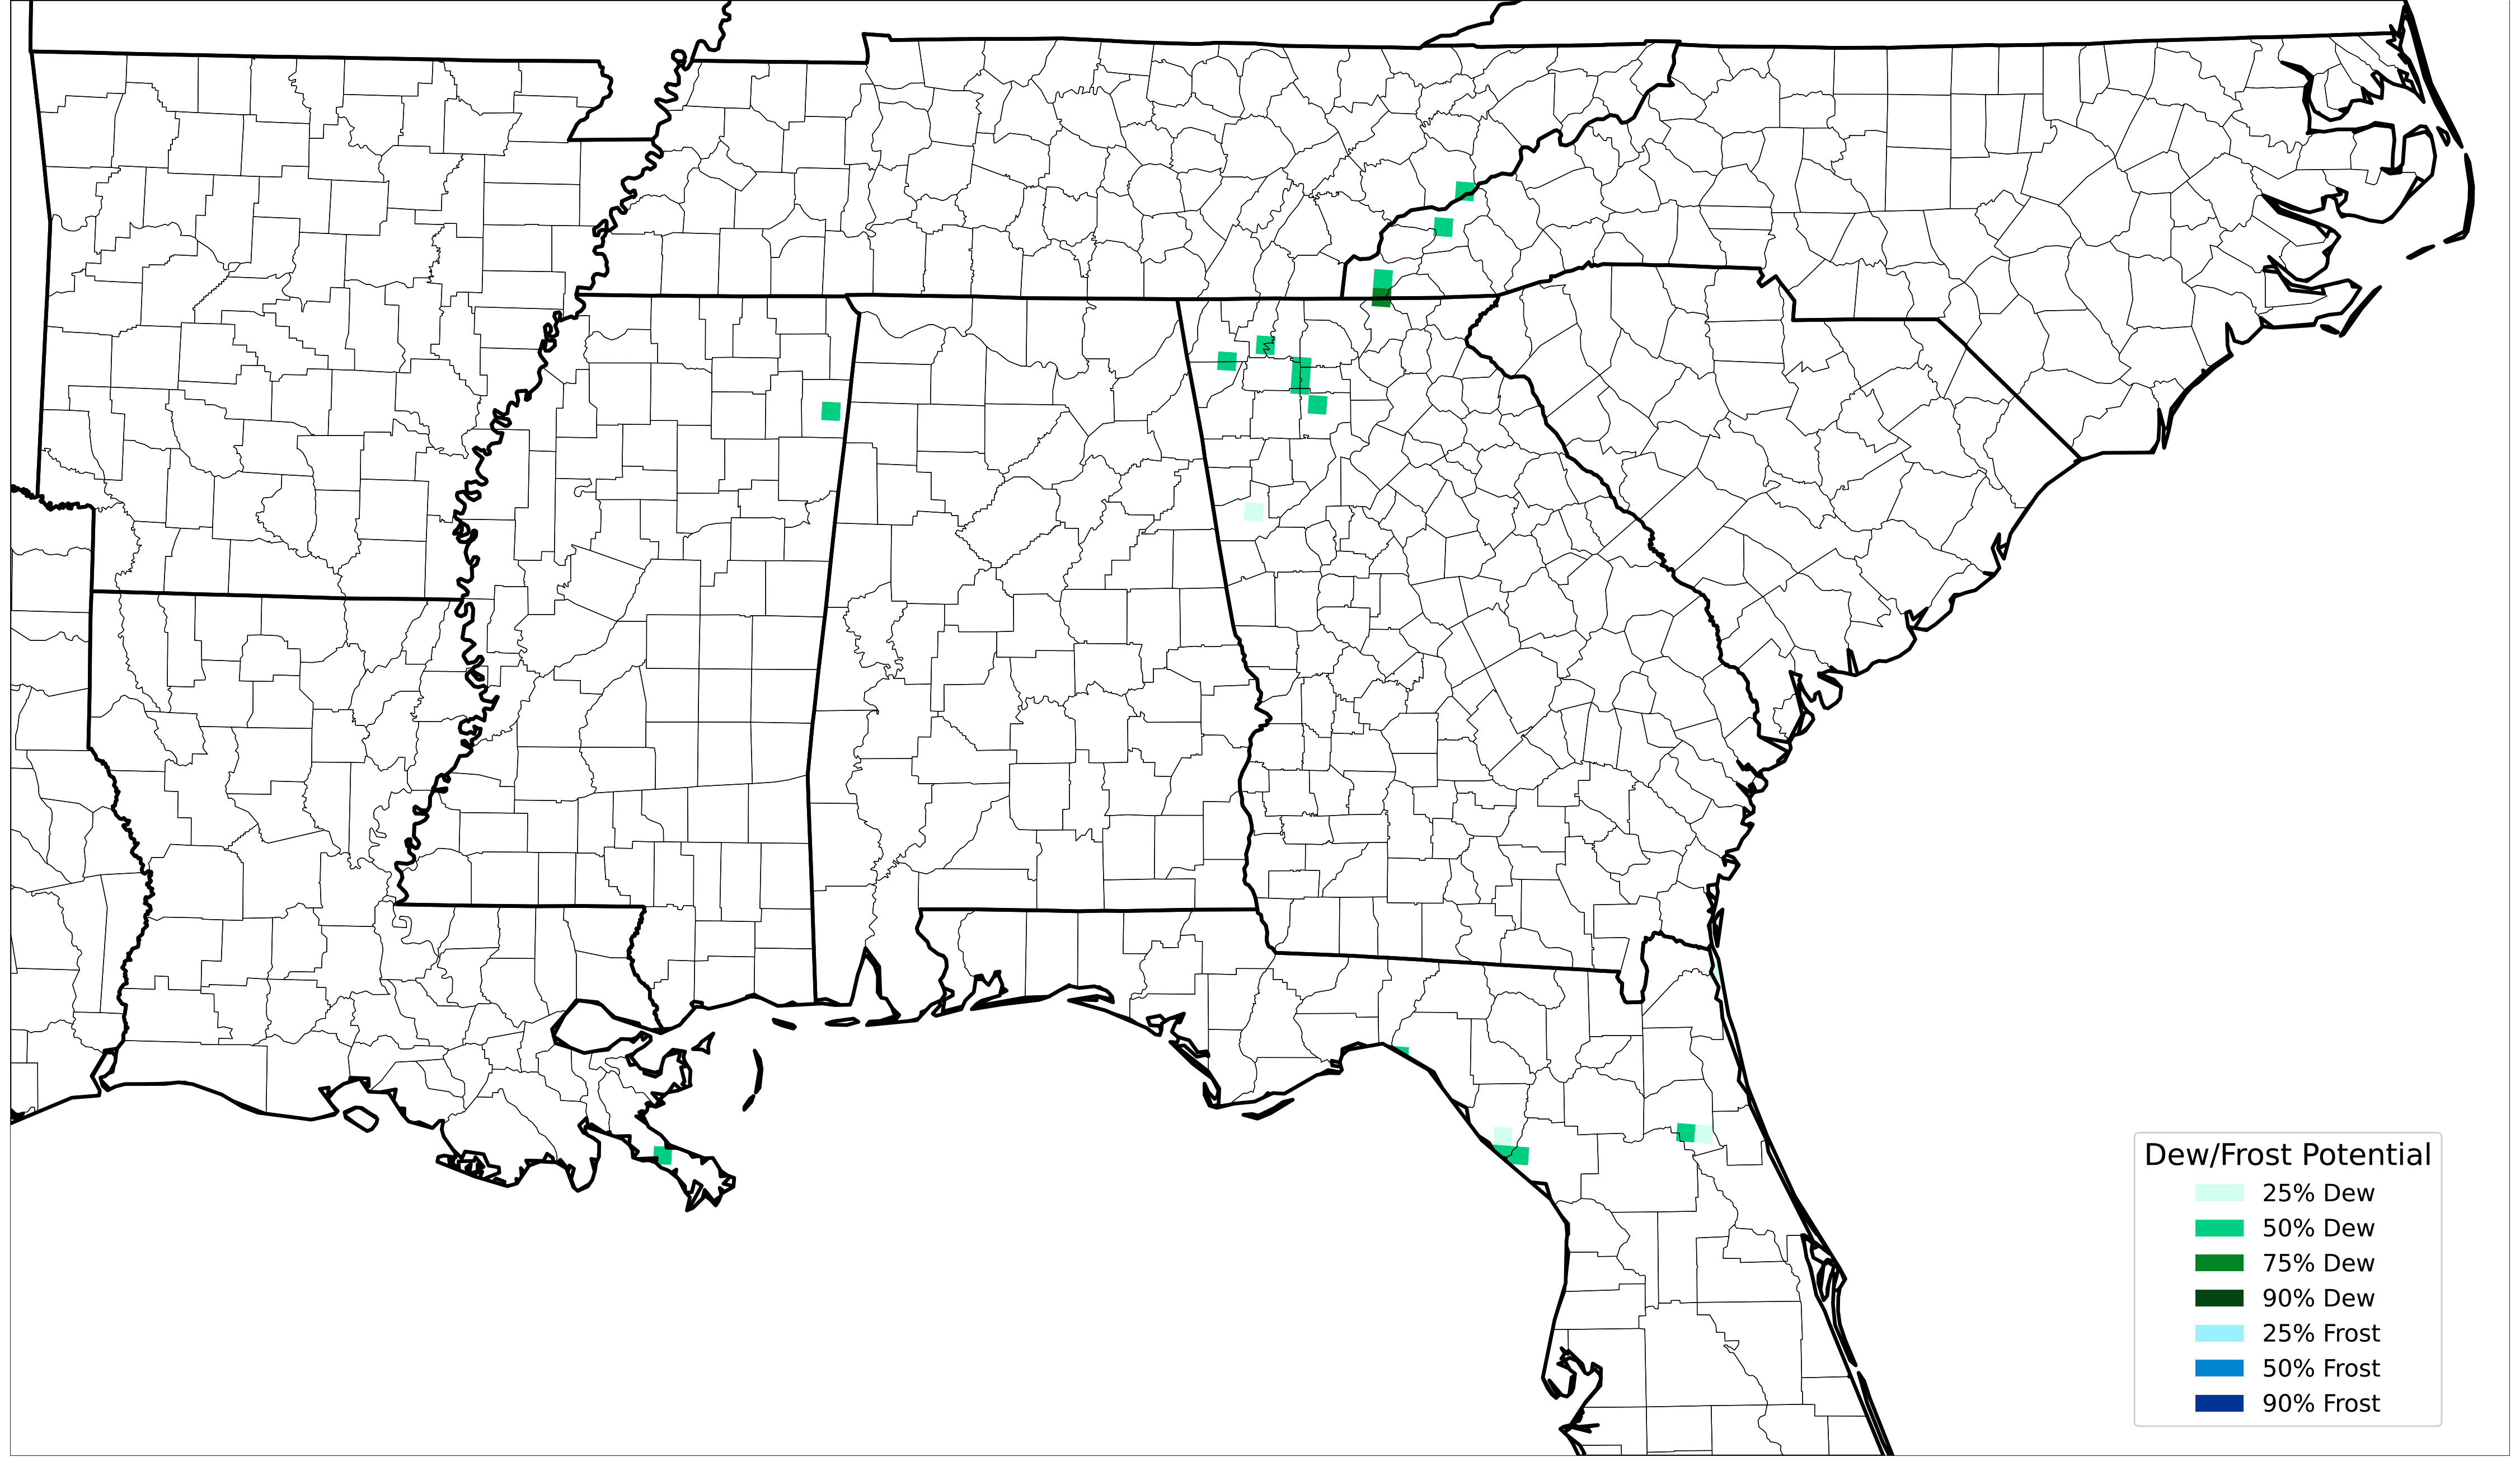 Dew/Frost Potential
25% Dew
50% Dew
75% Dew
90% Dew
25% Frost
50% Frost
90% Frost